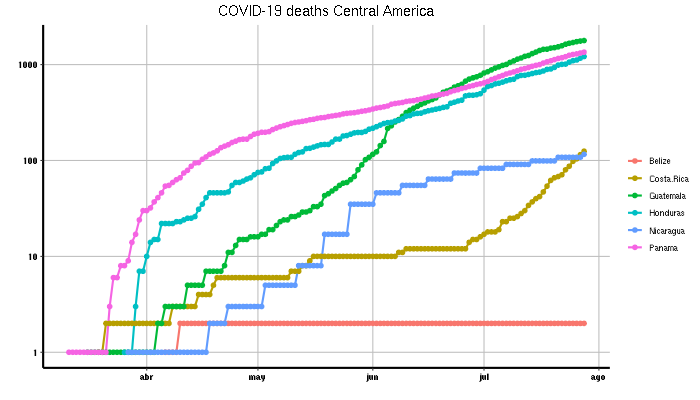 COVID-19 deaths Central America
1000
100
10
1
abr
may
jun
jul
ago
Belize
Costa.Rica
Guatemala
Honduras
Nicaragua
Panama